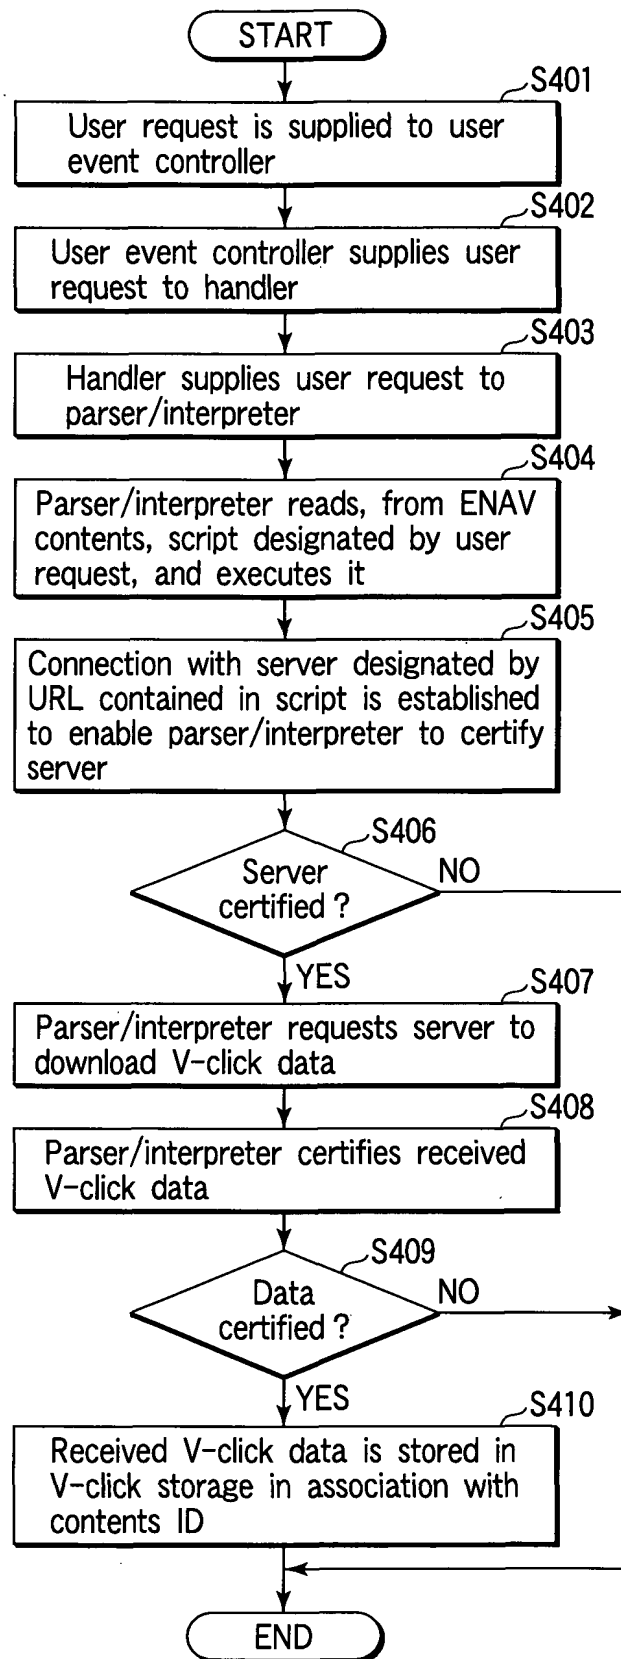 START
S401
User request is supplied to user
event controller
S402
User event controller supplies user
request to handler
S403
Handler supplies user request to
parser/interpreter
S404
Parser/interpreter reads, from ENAV
contents, script designated by user
request, and executes it
S405
Connection with server designated by
URL contained in script is established
to enable parser/interpreter to certify
server
S406
Server
certified ?
NO
YES
S407
Parser/interpreter requests server to
download V-click data
S408
Parser/interpreter certifies received
V-click data
S409
Data
certified ?
NO
YES
S410
Received V-click data is stored in
V-click storage in association with
contents ID
END